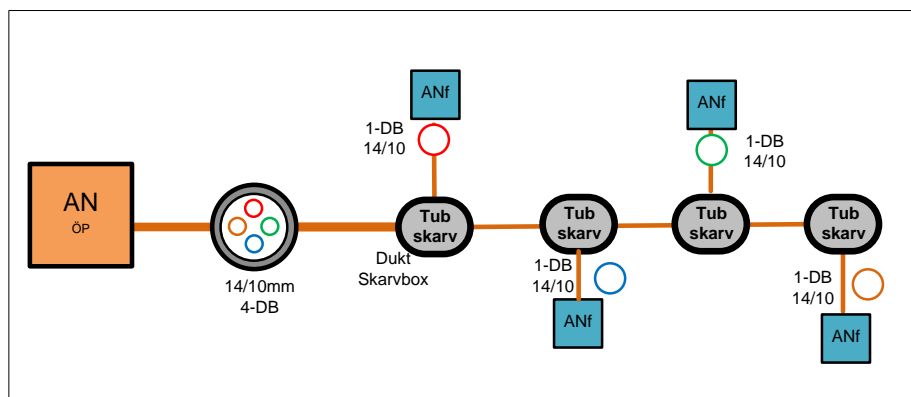 AN
ÖP
14/10mm
4-DB
ANf
1-DB
14/10
Tub
skarv
Dukt
Skarvbox
Tub
skarv
1-DB
14/10
ANf
ANf
1-DB
14/10
Tub
skarv
Tub
skarv
1-DB
14/10
ANf